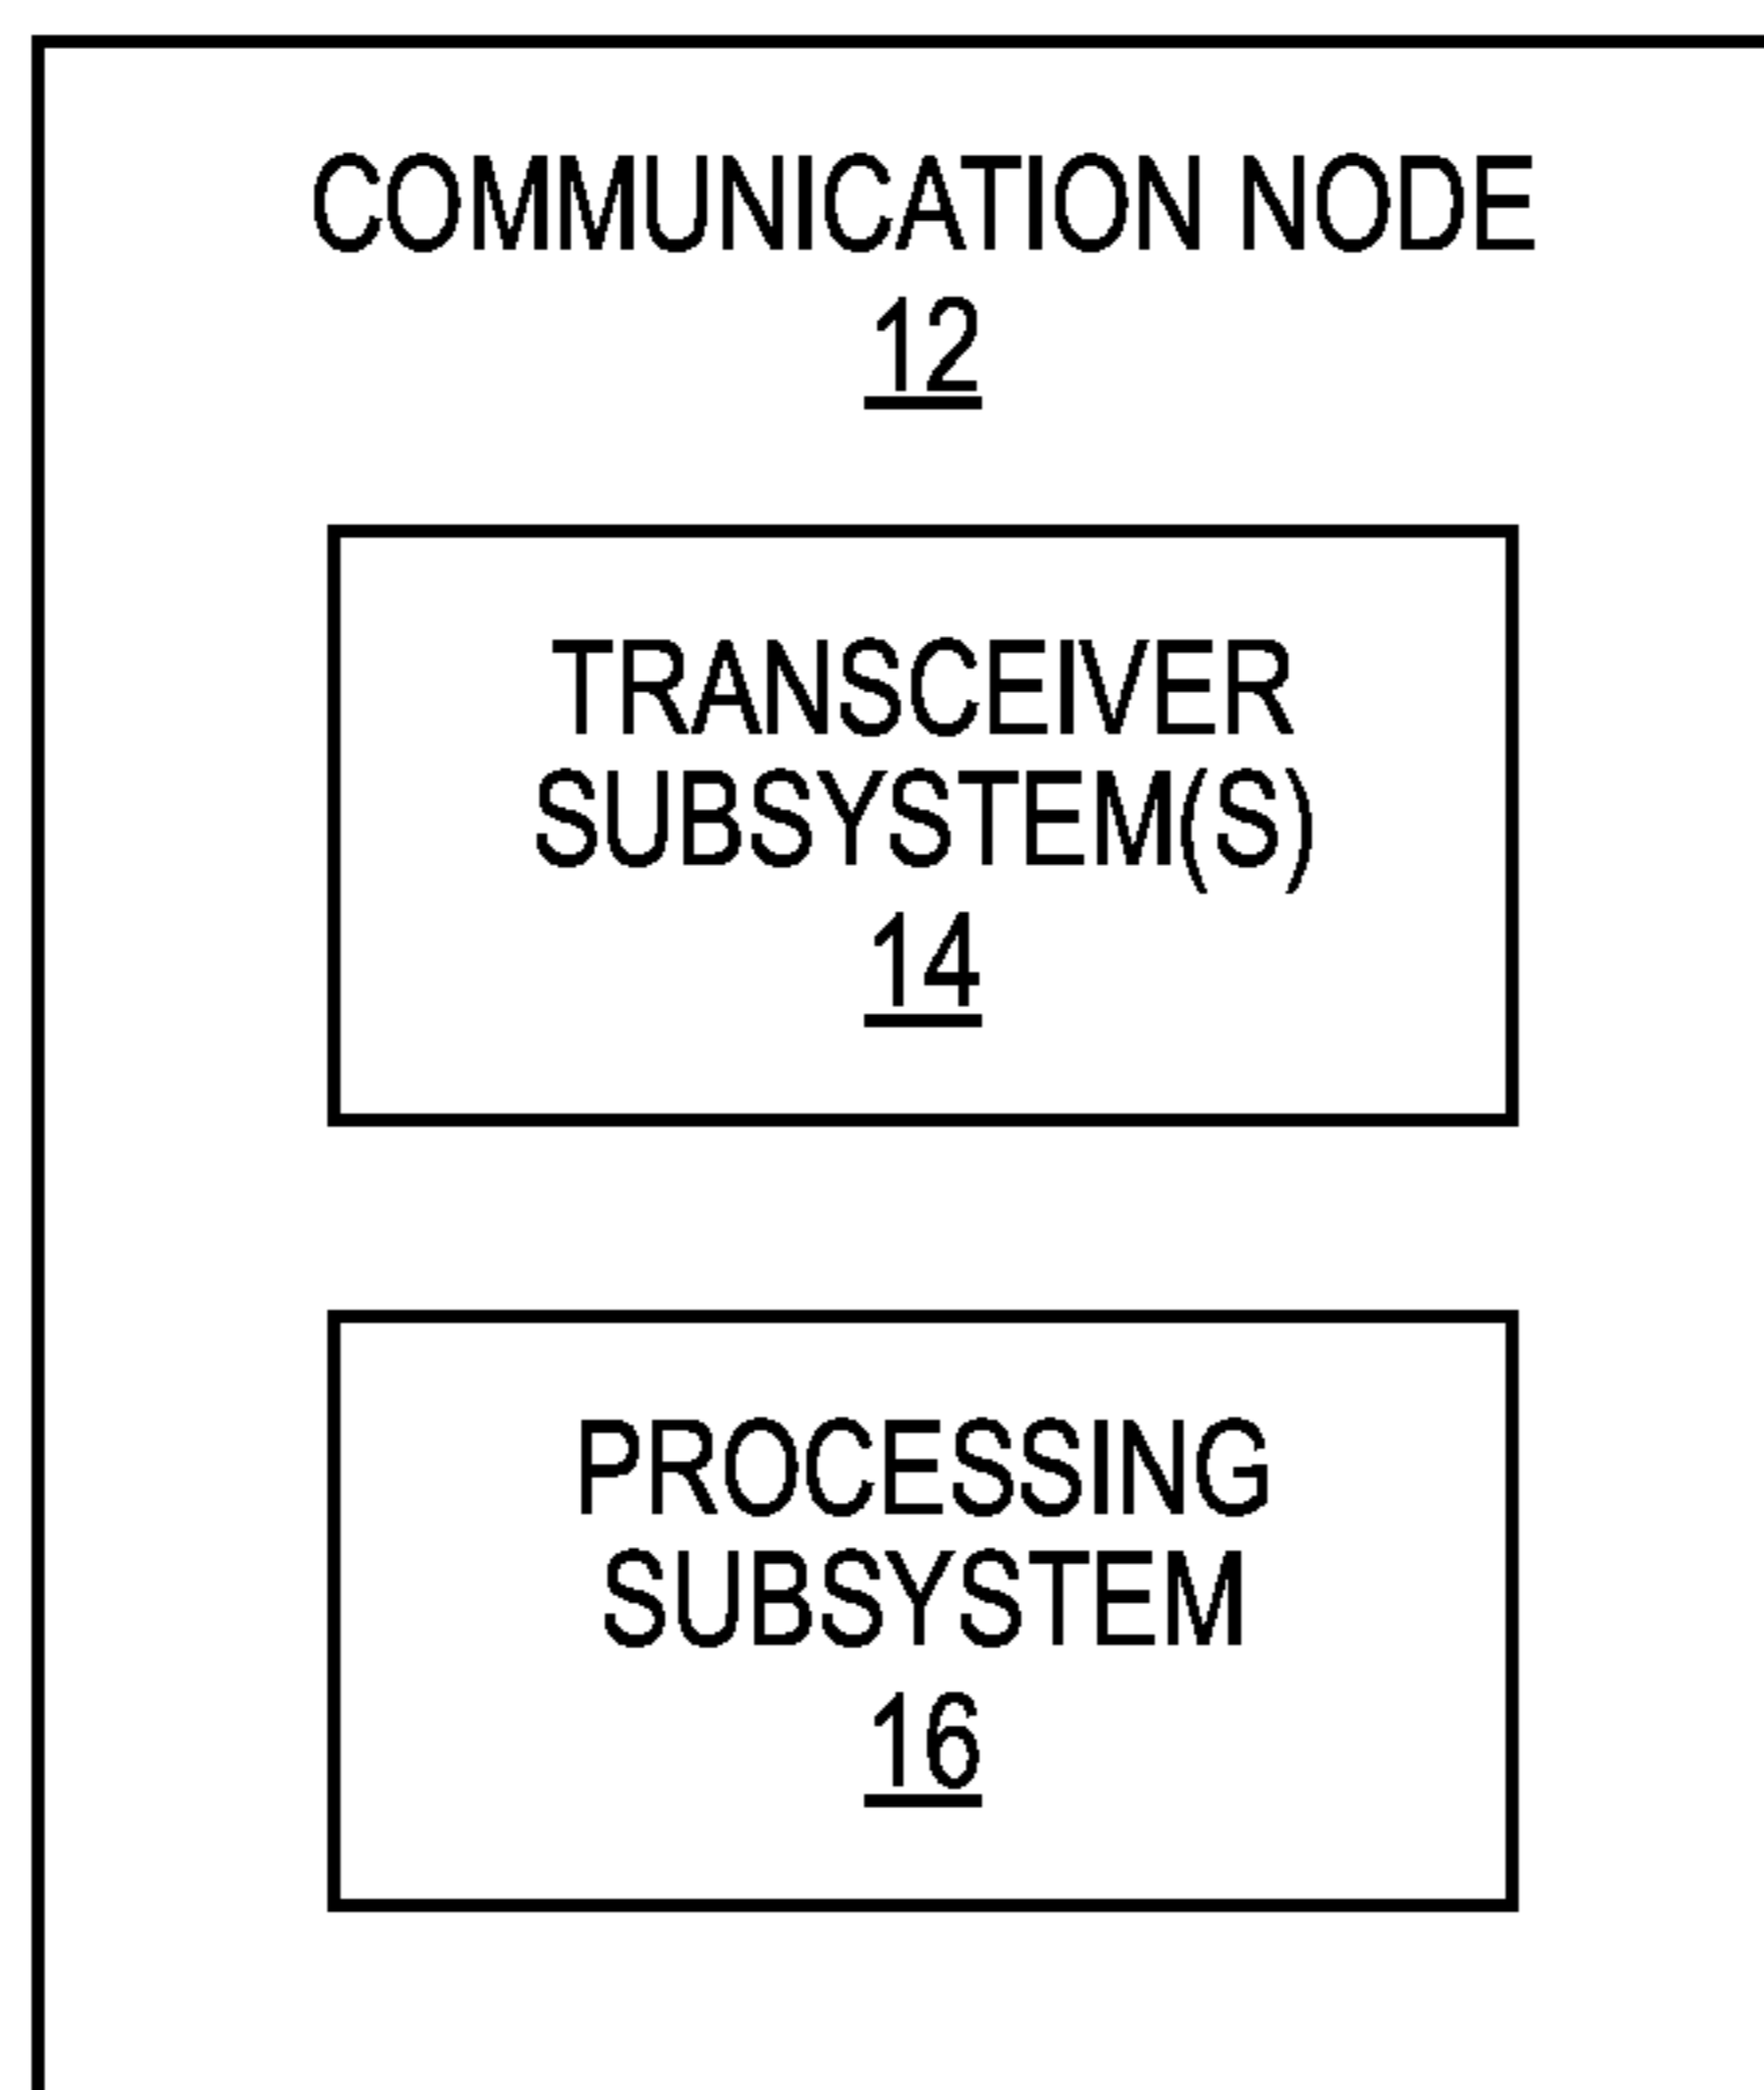 COMMUNICATION NODE
12
TRANSCEIVER
SUBSYSTEM(S)
14
PROCESSING
SUBSYSTEM
16